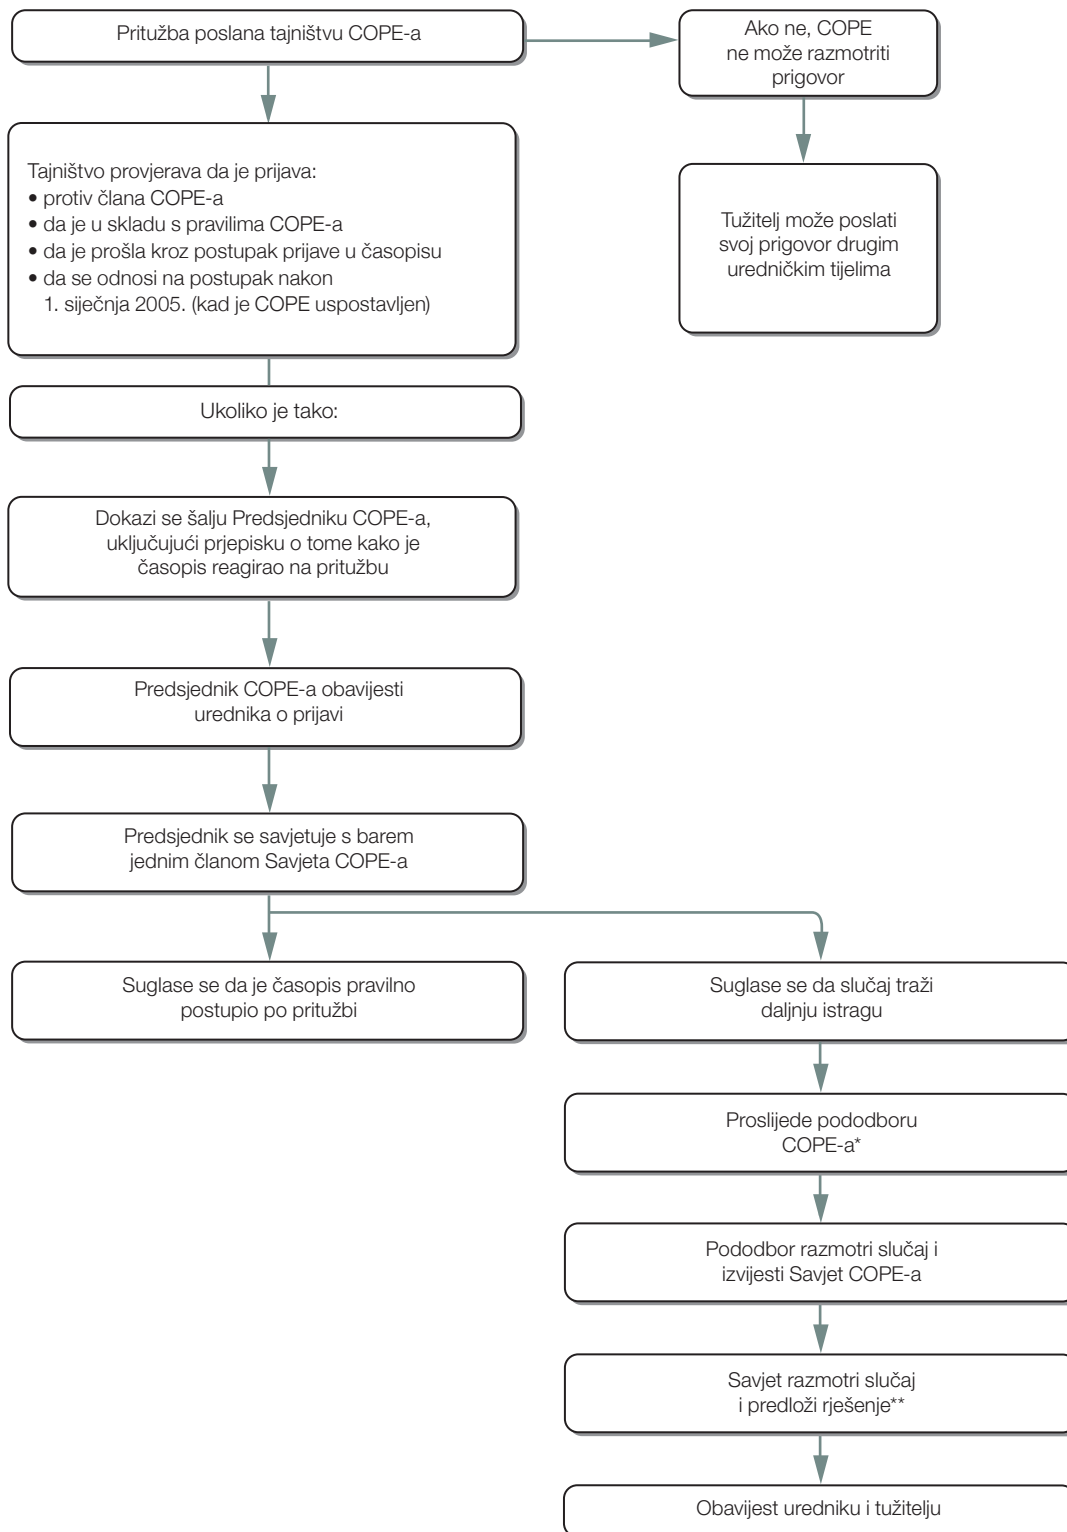 Pritužba poslana tajništvu COPE-a
Ako ne, COPE
ne može razmotriti
prigovor
Tajništvo provjerava da je prijava:
• protiv člana COPE-a
• da je u skladu s pravilima COPE-a
• da je prošla kroz postupak prijave u časopisu
• da se odnosi na postupak nakon
1. siječnja 2005. (kad je COPE uspostavljen)
Tužitelj može poslati
svoj prigovor drugim
uredničkim tijelima
Ukoliko je tako:
Dokazi se šalju Predsjedniku COPE-a,
uključujući prjepisku o tome kako je
časopis reagirao na pritužbu
Predsjednik COPE-a obavijesti
urednika o prijavi
Predsjednik se savjetuje s barem
jednim članom Savjeta COPE-a
Suglase se da je časopis pravilno
postupio po pritužbi
Suglase se da slučaj traži
daljnju istragu
Proslijede pododboru
COPE-a*
Pododbor razmotri slučaj i
izvijesti Savjet COPE-a
Savjet razmotri slučaj
i predloži rješenje**
Obavijest uredniku i tužitelju